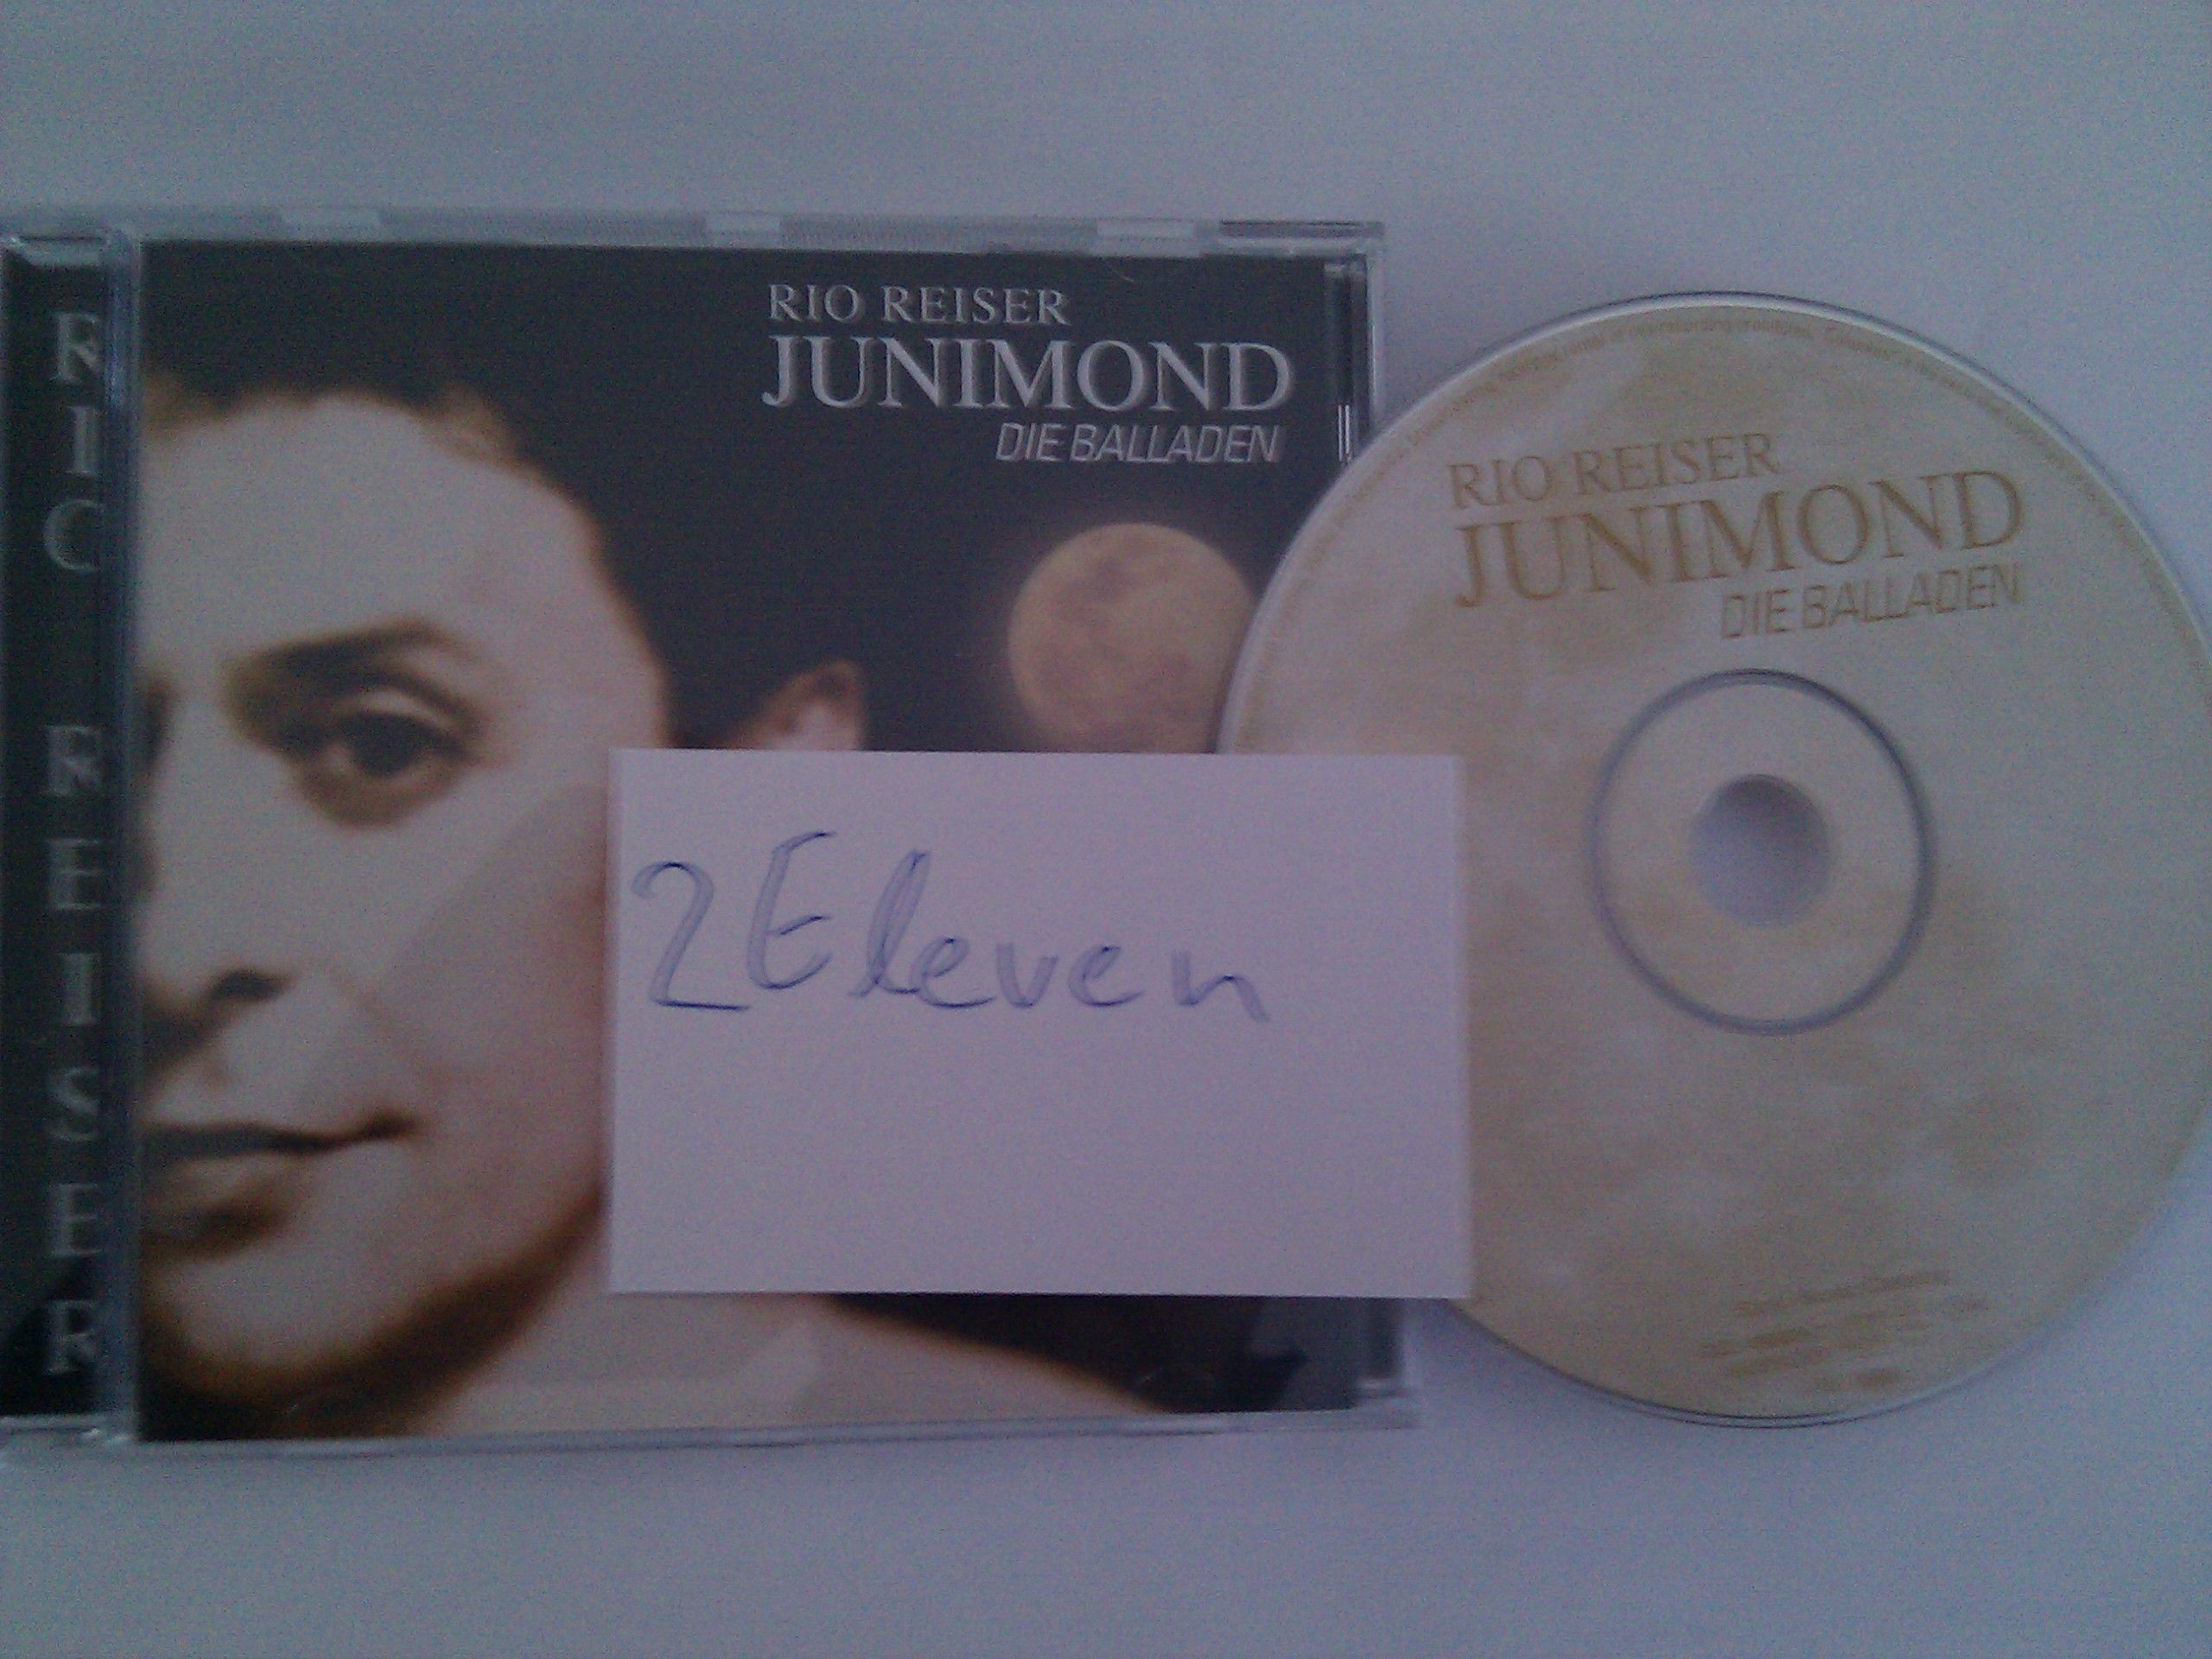 RIO REISER
RIO REISER
JUNIMOND
DIE BALLADEN
RIO REISER
JUNIMOND
DIE BALLADEN
2Eleven